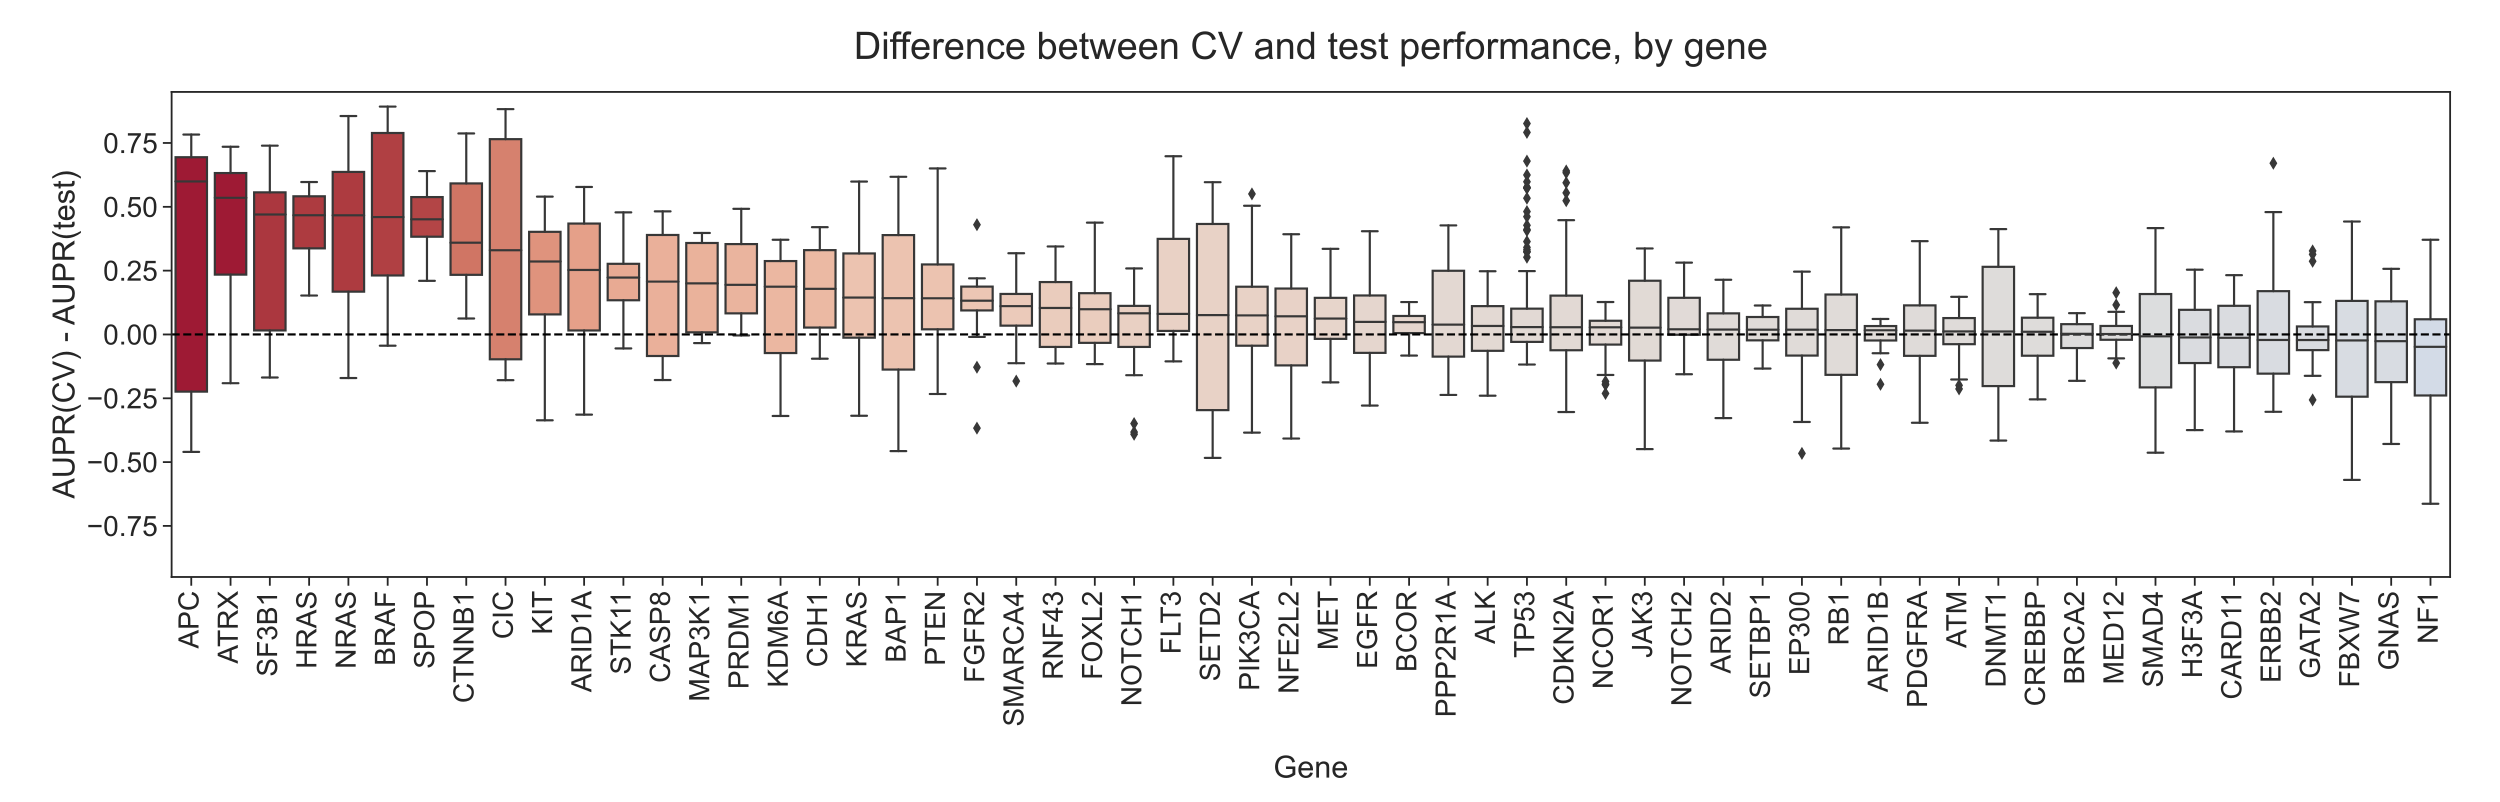 Difference between CV and test performance, by gene
AUPR(CV) - AUPR(test)
0.75
0.50
0.25
0.00
−0.25
−0.50
−0.75
APC
ATRX
SF3B1
HRAS
NRAS
BRAF
SPOP
CTNNB1
CIC
KIT
ARID1A
STK11
CASP8
MAP3K1
PRDM1
KDM6A
CDH1
KRAS
BAP1
PTEN
FGFR2
SMARCA4
RNF43
FOXL2
NOTCH1
FLT3
SETD2
PIK3CA
NFE2L2
MET
EGFR
BCOR
PPP2R1A
ALK
TP53
CDKN2A
NCOR1
JAK3
NOTCH2
ARID2
SETBP1
EP300
RB1
ARID1B
PDGFRA
ATM
DNMT1
CREBBP
BRCA2
MED12
SMAD4
H3F3A
CARD11
ERBB2
GATA2
FBXW7
GNAS
NF1
Gene